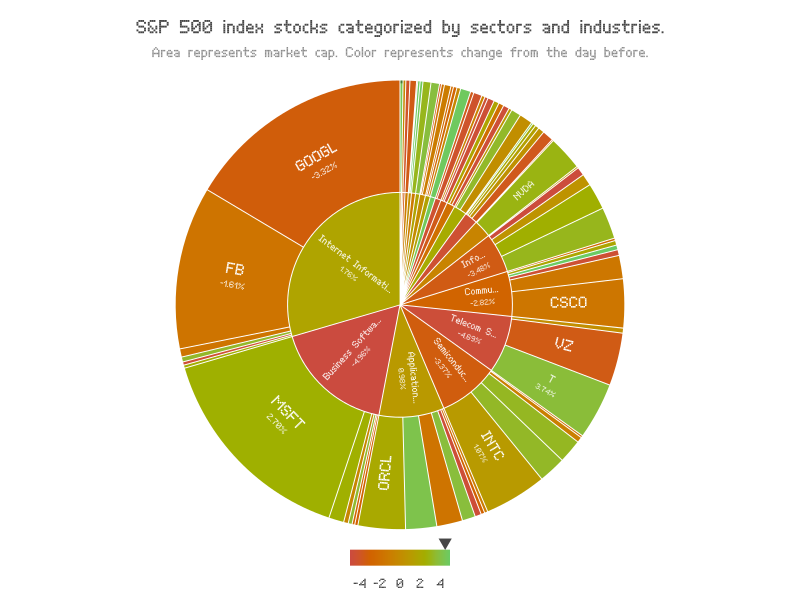 S&P 500 index stocks categorized by sectors and industries.
Area represents market cap. Color represents change from the day before.
GOOGL
-3.32%
NVDA
FB
-1.61%
Internet Informati...
1.76%
Info...
-3.48%
Commu...
-2.82%
CSCO
Telecom S...
-4.69%
VZ
T
3.74%
Business Softwa...
-4.96%
Application...
0.98%
Semiconduc...
-3.37%
MSFT
2.70%
ORCL
INTC
1.07%
-4 -2 0 2 4